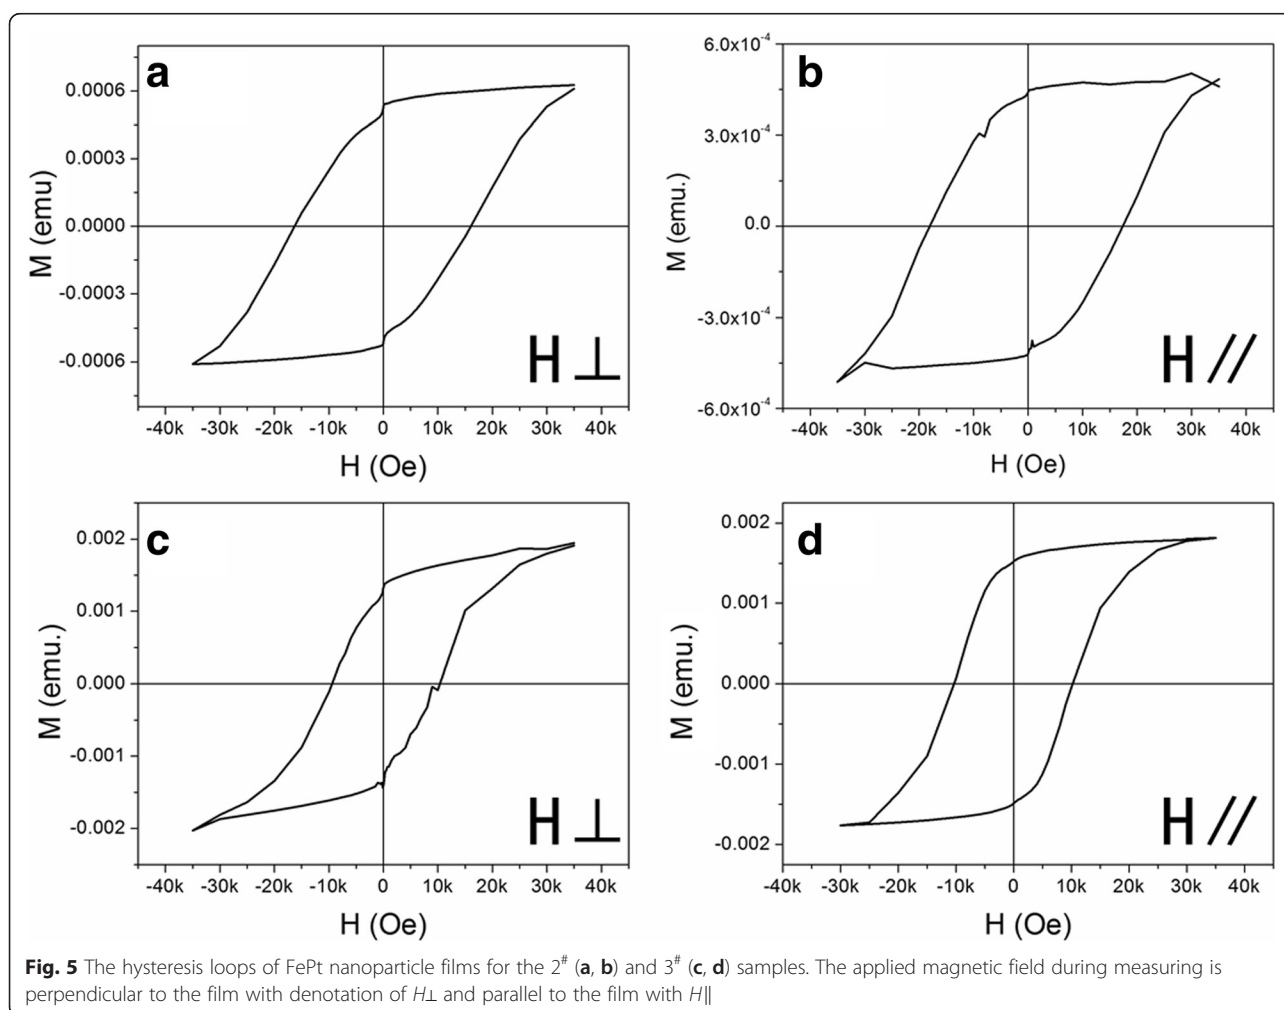 a
0.0006
0.0003
0.0000
-0.0003
-0.0006
M (emu)
H ⊥
-40k -30k -20k -10k 0 10k 20k 30k 40k
H (Oe)
b
6.0x10⁻⁴
3.0x10⁻⁴
0.0
-3.0x10⁻⁴
-6.0x10⁻⁴
M (emu.)
H //
-40k -30k -20k -10k 0 10k 20k 30k 40k
H (Oe)
c
0.002
0.001
0.000
-0.001
-0.002
M (emu.)
H ⊥
-40k -30k -20k -10k 0 10k 20k 30k 40k
H (Oe)
d
0.002
0.001
0.000
-0.001
-0.002
M (emu.)
H //
-40k -30k -20k -10k 0 10k 20k 30k 40k
H (Oe)
Fig. 5 The hysteresis loops of FePt nanoparticle films for the 2# (a, b) and 3# (c, d) samples. The applied magnetic field during measuring is
perpendicular to the film with denotation of H⊥ and parallel to the film with H∥